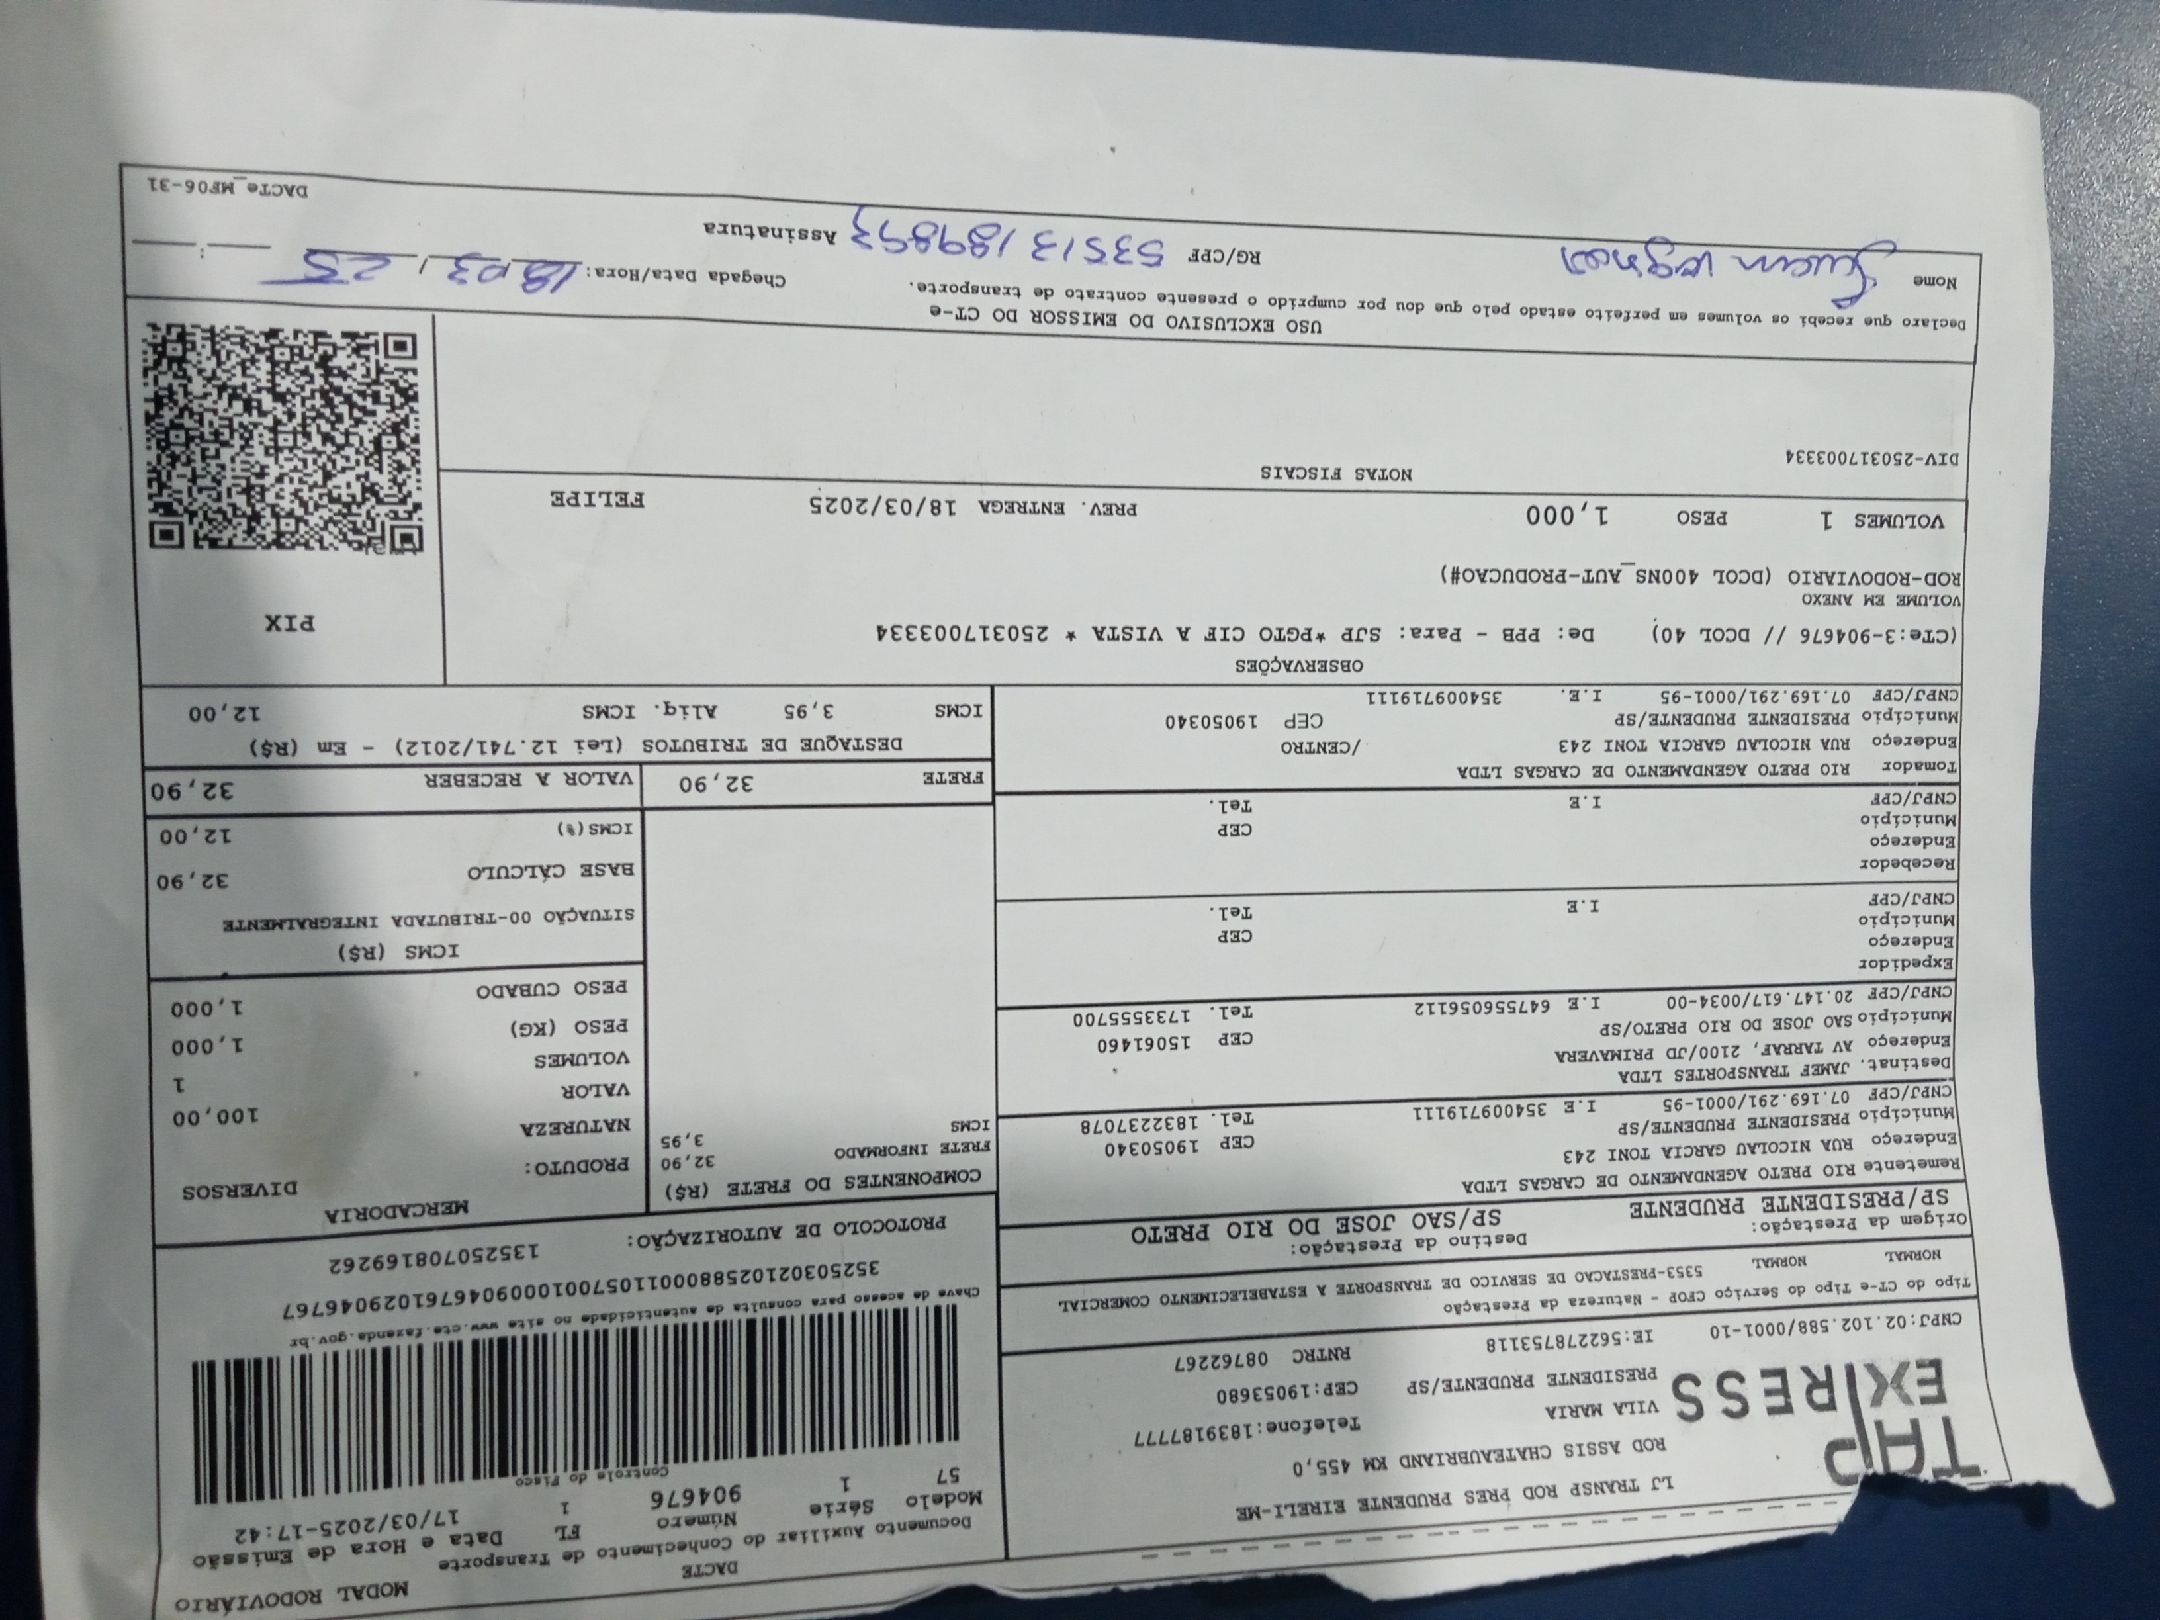 DACTE
MODAL RODOVIÁRIO
Documento Auxiliar do Conhecimento de Transporte
Modelo Série Número FL Data e Hora de Emissão
57 1 904676 1 17/03/2025-17:42
Controle do Fisco
TAP
EXPRESS
LJ TRANSP ROD PRES PRUDENTE EIRELI-ME
ROD ASSIS CHATEAUBRIAND KM 455,0
VILA MARIA Telefone:1839187777
PRESIDENTE PRUDENTE/SP CEP:19053680
CNPJ:02.102.588/0001-10 IE:562278753118 RNTRC 08762267
Chave de acesso para consulta de autenticidade no site www.cte.fazenda.gov.br
35250302102588000110570010009046761029046767
PROTOCOLO DE AUTORIZAÇÃO: 135250708169262
Tipo do CT-e Tipo do Serviço CFOP - Natureza da Prestação
NORMAL NORMAL 5353-PRESTACAO DE SERVICO DE TRANSPORTE A ESTABELECIMENTO COMERCIAL
Origem da Prestação: Destino da Prestação:
SP/PRESIDENTE PRUDENTE SP/SAO JOSE DO RIO PRETO
Remetente RIO PRETO AGENDAMENTO DE CARGAS LTDA
Endereço RUA NICOLAU GARCIA TONI 243
Município PRESIDENTE PRUDENTE/SP CEP 19050340
CNPJ/CPF 07.169.291/0001-95 I.E 354009719111 Tel. 1832237078
Destinat. JAMEF TRANSPORTES LTDA
Endereço AV TARRAF, 2100/JD PRIMAVERA
Município SAO JOSE DO RIO PRETO/SP CEP 15061460
CNPJ/CPF 20.147.617/0034-00 I.E 647556056112 Tel. 1733555700
Expedidor
Endereço
Município CEP
CNPJ/CPF I.E Tel.
Recebedor
Endereço
Município CEP
CNPJ/CPF I.E Tel.
Tomador RIO PRETO AGENDAMENTO DE CARGAS LTDA
Endereço RUA NICOLAU GARCIA TONI 243 /CENTRO
Município PRESIDENTE PRUDENTE/SP CEP 19050340
CNPJ/CPF 07.169.291/0001-95 I.E. 354009719111
COMPONENTES DO FRETE (R$)
FRETE INFORMADO 32,90
ICMS 3,95
MERCADORIA
PRODUTO: DIVERSOS
NATUREZA
VALOR 100,00
VOLUMES 1
PESO (KG) 1,000
PESO CUBADO 1,000
ICMS (R$)
SITUAÇÃO 00-TRIBUTADA INTEGRALMENTE
BASE CÁLCULO 32,90
ICMS(%) 12,00
FRETE 32,90 VALOR A RECEBER 32,90
DESTAQUE DE TRIBUTOS (Lei 12.741/2012) - Em (R$)
ICMS 3,95 Aliq. ICMS 12,00
OBSERVAÇÕES
(CTe:3-904676 // DCOL 40) De: PPB - Para: SJP *PGTO CIF A VISTA * 250317003334
VOLUME EM ANEXO
ROD-RODOVIARIO (DCOL 400NS_AUT-PRODUCAO#)
VOLUMES 1 PESO 1,000 PREV. ENTREGA 18/03/2025 FELIPE
PIX
NOTAS FISCAIS
DIV-250317003334
USO EXCLUSIVO DO EMISSOR DO CT-e
Declaro que recebi os volumes em perfeito estado pelo que dou por cumprido o presente contrato de transporte.
Chegada Data/Hora: 18/03/25 __:__
Nome RG/CPF Assinatura
DACTe_MF06-31